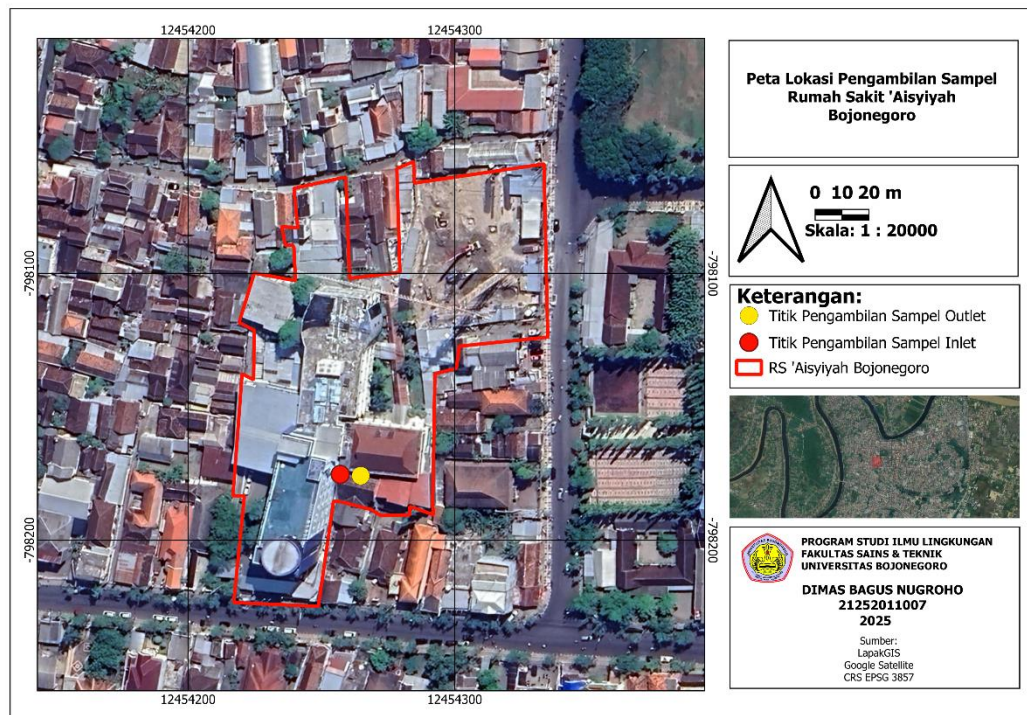 12454200
12454300
-798100
-798200
-798100
-798200
12454200
12454300
Peta Lokasi Pengambilan Sampel
Rumah Sakit 'Aisyiyah
Bojonegoro
0 10 20 m
Skala: 1 : 20000
Keterangan:
Titik Pengambilan Sampel Outlet
Titik Pengambilan Sampel Inlet
RS 'Aisyiyah Bojonegoro
PROGRAM STUDI ILMU LINGKUNGAN
FAKULTAS SAINS & TEKNIK
UNIVERSITAS BOJONEGORO
DIMAS BAGUS NUGROHO
21252011007
2025
Sumber:
LapakGIS
Google Satellite
CRS EPSG 3857